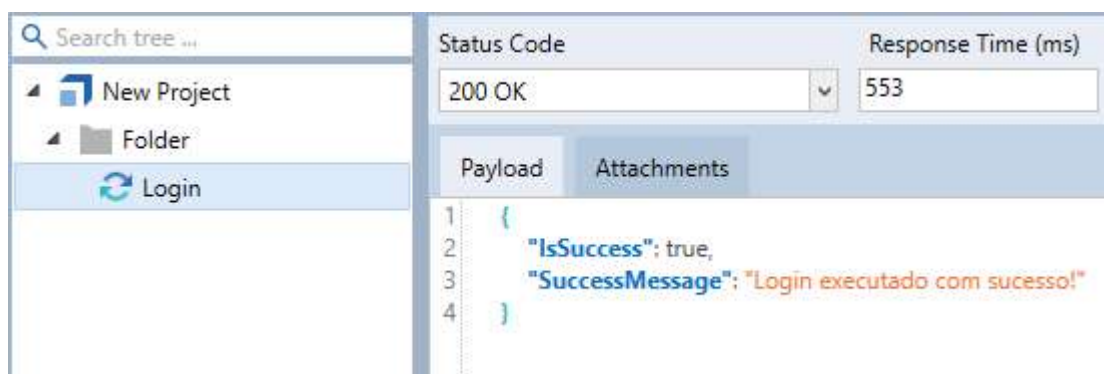 Search tree ...
New Project
Folder
Login
Status Code
Response Time (ms)
200 OK
553
Payload
Attachments
1 {
2 "IsSuccess": true,
3 "SuccessMessage": "Login executado com sucesso!"
4 }